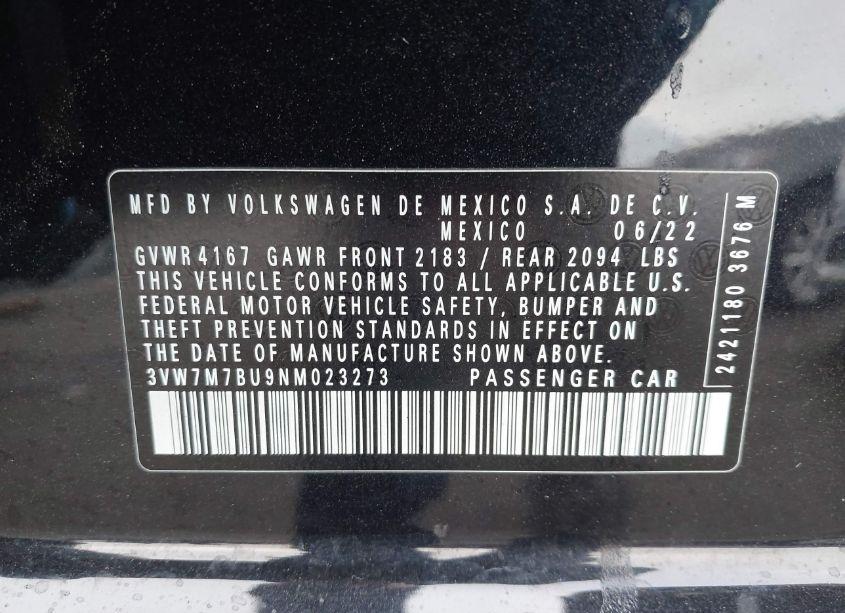 MFD BY VOLKSWAGEN DE MEXICO S.A. DE C.V.
MEXICO 06/22
GVWR 4167 GAWR FRONT 2183 / REAR 2094 LBS
THIS VEHICLE CONFORMS TO ALL APPLICABLE U.S.
FEDERAL MOTOR VEHICLE SAFETY, BUMPER AND
THEFT PREVENTION STANDARDS IN EFFECT ON
THE DATE OF MANUFACTURE SHOWN ABOVE.
3VW7M7BU9NM023273 PASSENGER CAR
2421180 3676 M